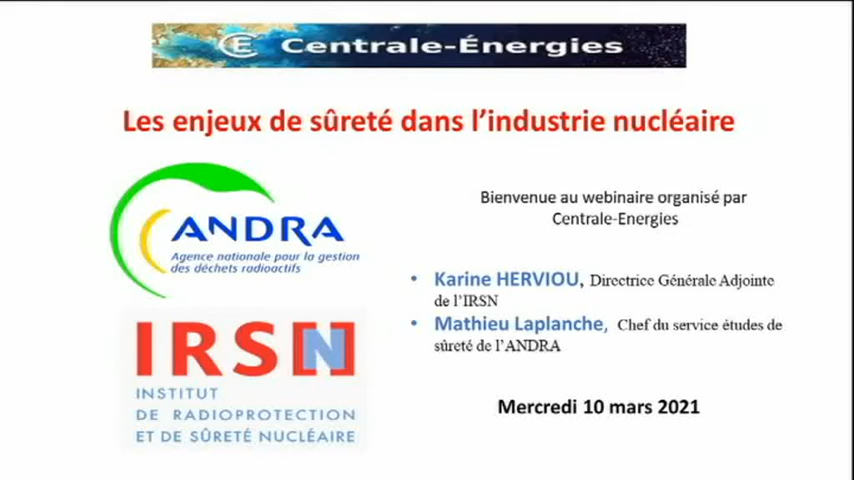 CE Centrale-Énergies
Les enjeux de sûreté dans l'industrie nucléaire
ANDRA
Agence nationale pour la gestion
des déchets radioactifs
IRSN
INSTITUT
DE RADIOPROTECTION
ET DE SÛRETÉ NUCLÉAIRE
Bienvenue au webinaire organisé par
Centrale-Energies
• Karine HERVIOU, Directrice Générale Adjointe
de l'IRSN
• Mathieu Laplanche, Chef du service études de
sûreté de l'ANDRA
Mercredi 10 mars 2021